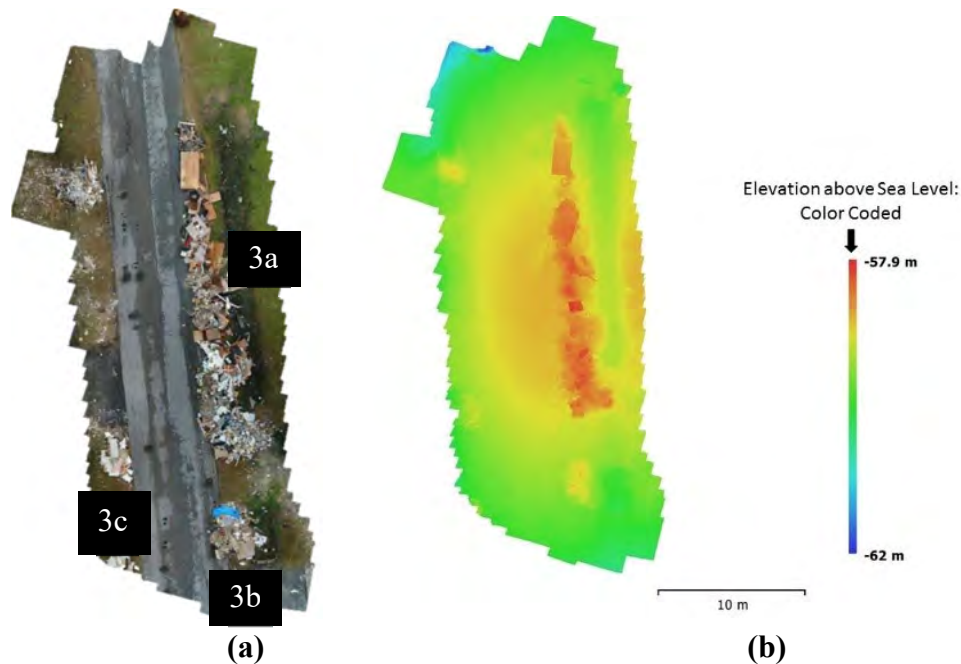 3a
3c
3b
(a)
Elevation above Sea Level:
Color Coded
-57.9 m
-62 m
10 m
(b)